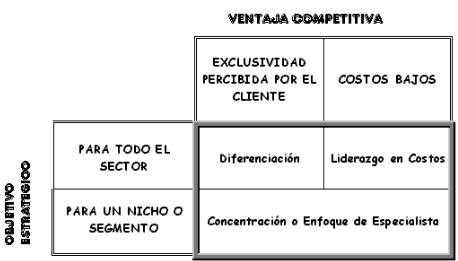 VENTAJA COMPETITIVA
EXCLUSIVIDAD
PERCIBIDA POR EL
CLIENTE
COSTOS BAJOS
OBJETIVO
ESTRATEGICO
PARA TODO EL
SECTOR
Diferenciación
Liderazgo en Costos
PARA UN NICHO O
SEGMENTO
Concentración o Enfoque de Especialista